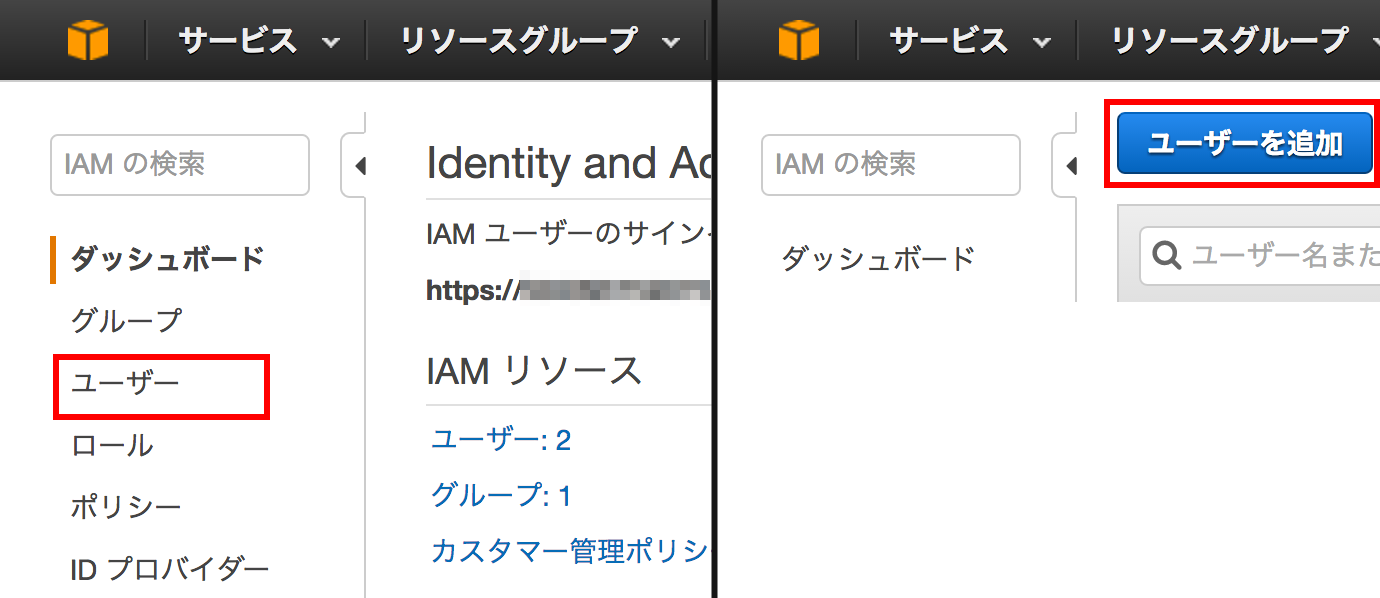 サービス
リソースグループ
IAM の検索
ダッシュボード
グループ
ユーザー
ロール
ポリシー
ID プロバイダー
Identity and Ac
IAM ユーザーのサイン
https://
IAM リソース
ユーザー: 2
グループ: 1
カスタマー管理ポリシ
サービス
リソースグループ
IAM の検索
ダッシュボード
ユーザーを追加
ユーザー名また